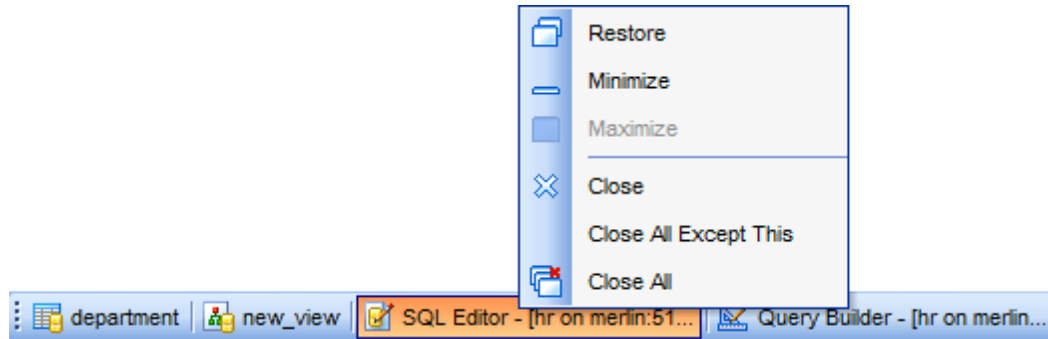 Restore
Minimize
Maximize
Close
Close All Except This
Close All
department new_view SQL Editor - [hr on merlin:51... Query Builder - [hr on merlin...